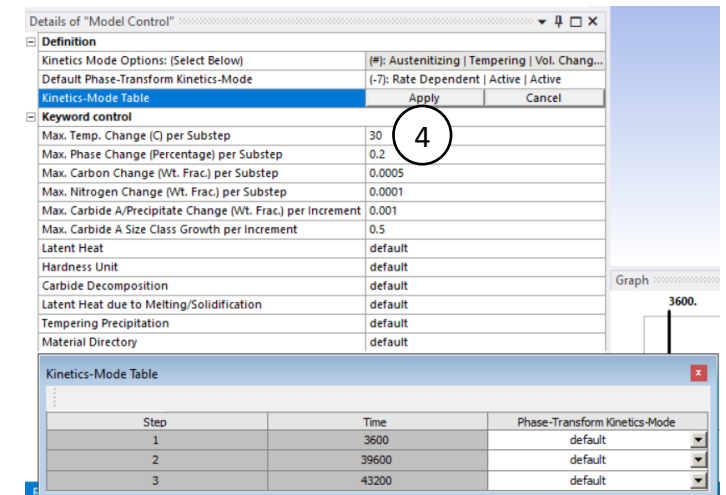 Details of "Model Control"
Definition
Kinetics Mode Options: (Select Below) (#): Austenitizing | Tempering | Vol. Chang...
Default Phase-Transform Kinetics-Mode (-7): Rate Dependent | Active | Active
Kinetics-Mode Table Apply Cancel
Keyword control
Max. Temp. Change (C) per Substep 30
4
Max. Phase Change (Percentage) per Substep 0.2
Max. Carbon Change (Wt. Frac.) per Substep 0.0005
Max. Nitrogen Change (Wt. Frac.) per Substep 0.0001
Max. Carbide A/Precipitate Change (Wt. Frac.) per Increment 0.001
Max. Carbide A Size Class Growth per Increment 0.5
Latent Heat default
Hardness Unit default
Carbide Decomposition default
Latent Heat due to Melting/Solidification default
Tempering Precipitation default
Material Directory default
Graph
3600.
Kinetics-Mode Table
Step Time Phase-Transform Kinetics-Mode
1 3600 default
2 39600 default
3 43200 default